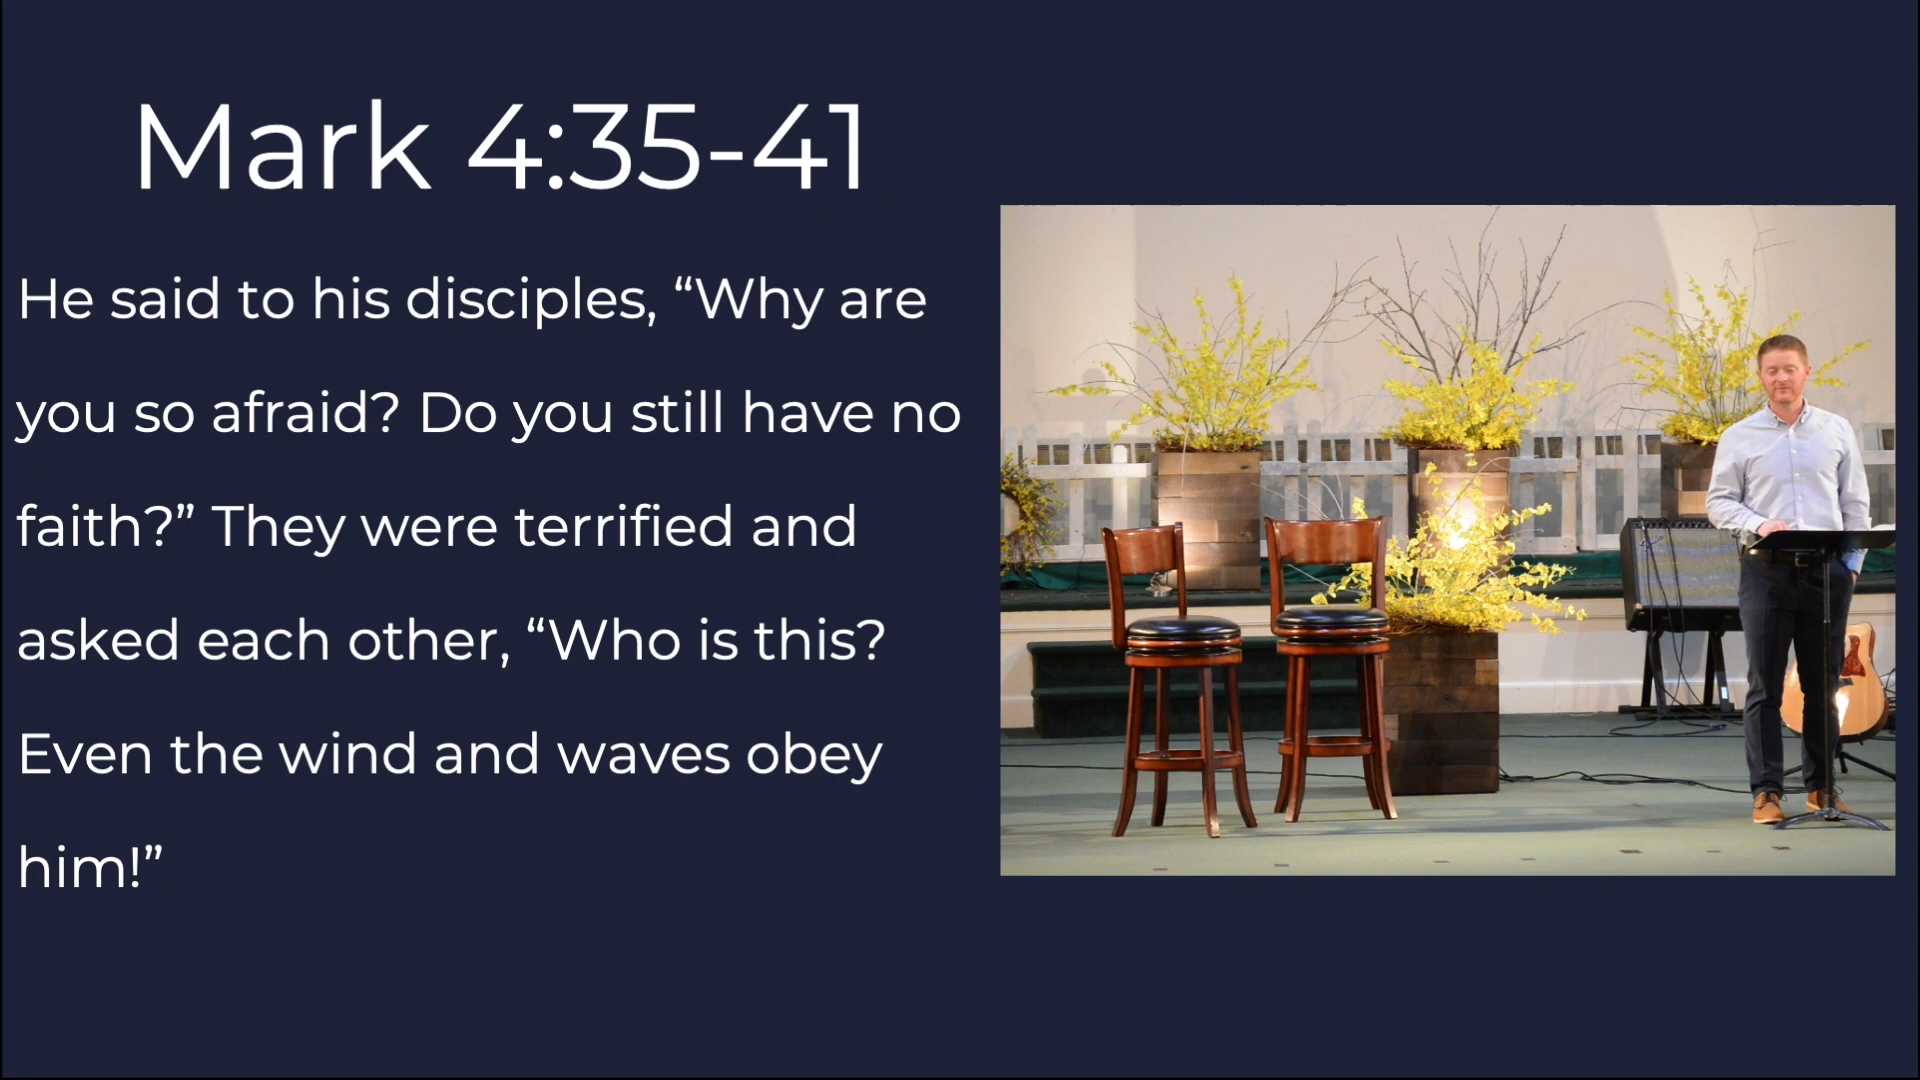 Mark 4:35-41
He said to his disciples, “Why are
you so afraid? Do you still have no
faith?” They were terrified and
asked each other, “Who is this?
Even the wind and waves obey
him!”